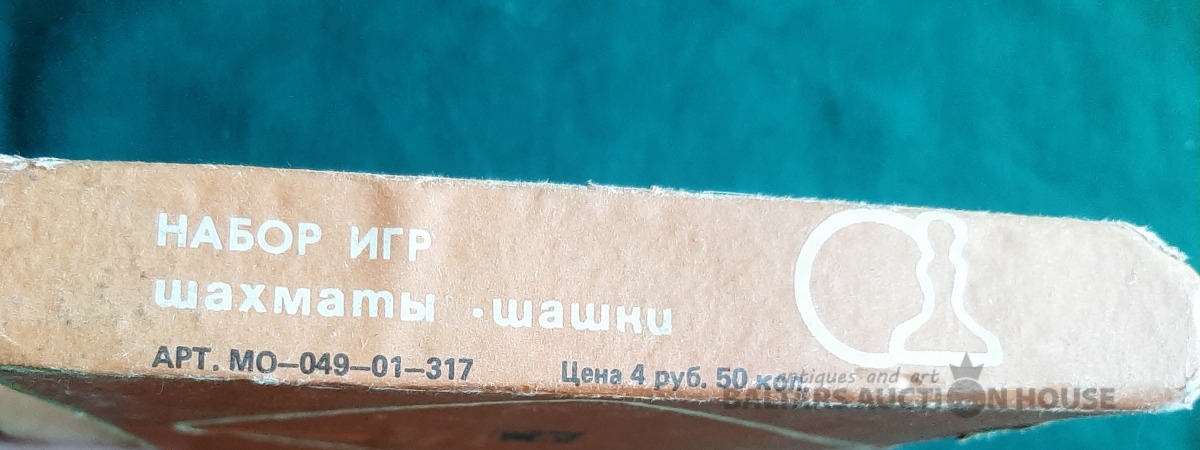 НАБОР ИГР
шахматы · шашки
АРТ. МО-049-01-317 Цена 4 руб. 50 коп.
antiques and art
BALTARS AUCTION HOUSE